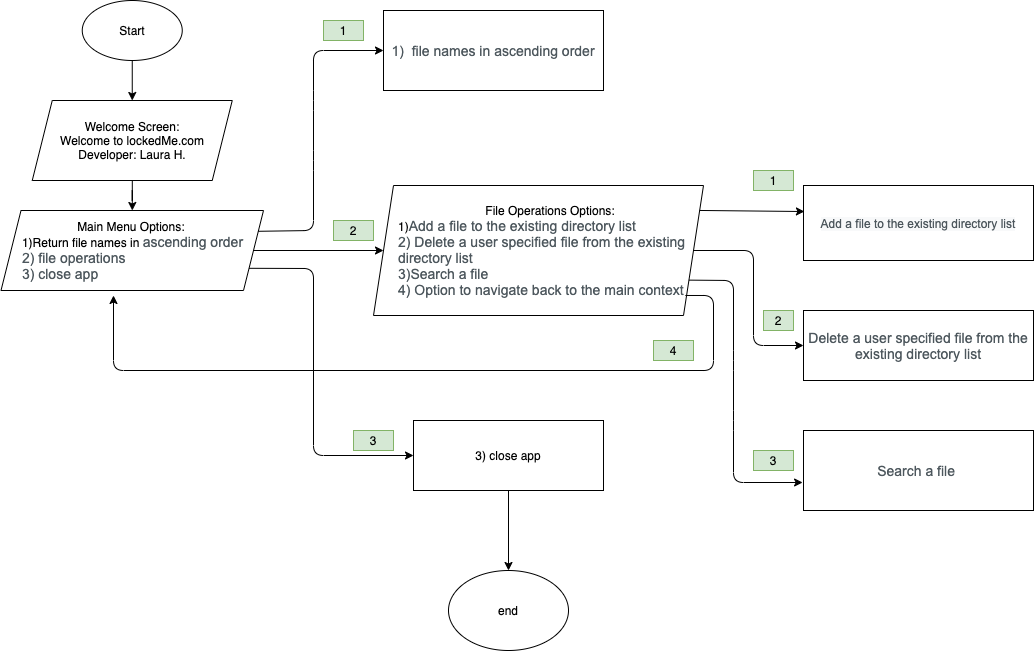 Start
1
1)  file names in ascending order
Welcome Screen:
Welcome to lockedMe.com
Developer: Laura H.
Main Menu Options:
1)Return file names in ascending order
2) file operations
3) close app
2
File Operations Options:
1)Add a file to the existing directory list
2) Delete a user specified file from the existing
directory list
3)Search a file
4) Option to navigate back to the main context
1
Add a file to the existing directory list
2
Delete a user specified file from the
existing directory list
4
3
3) close app
3
Search a file
end